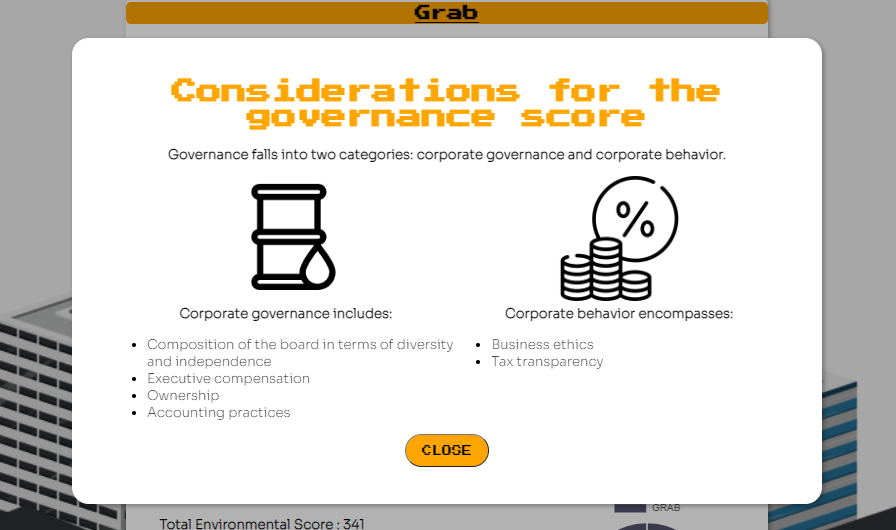 Grab
Considerations for the
governance score
Governance falls into two categories: corporate governance and corporate behavior.
%
Corporate governance includes:
Composition of the board in terms of diversity
and independence
Executive compensation
Ownership
Accounting practices
Corporate behavior encompasses:
Business ethics
Tax transparency
CLOSE
GRAB
Total Environmental Score : 341